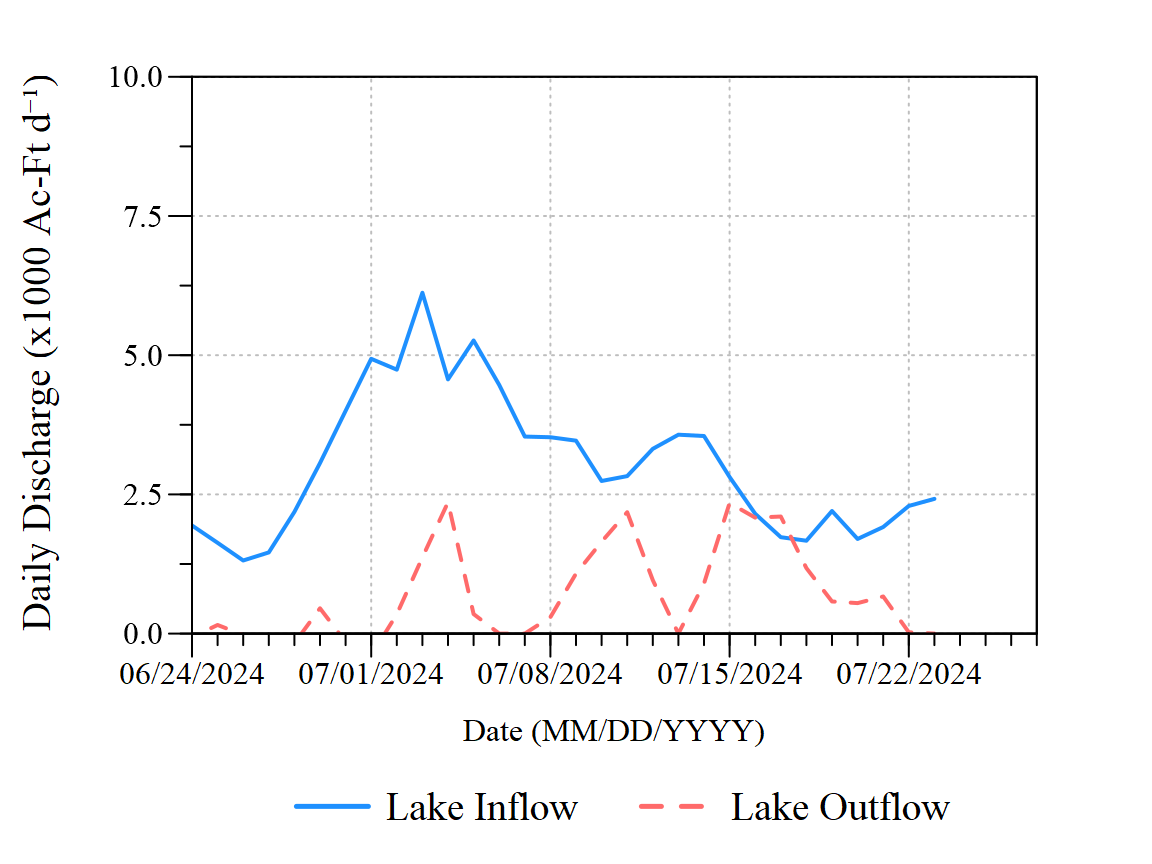 Daily Discharge (x1000 Ac-Ft d⁻¹)
10.0
7.5
5.0
2.5
0.0
06/24/2024 07/01/2024 07/08/2024 07/15/2024 07/22/2024
Date (MM/DD/YYYY)
Lake Inflow Lake Outflow